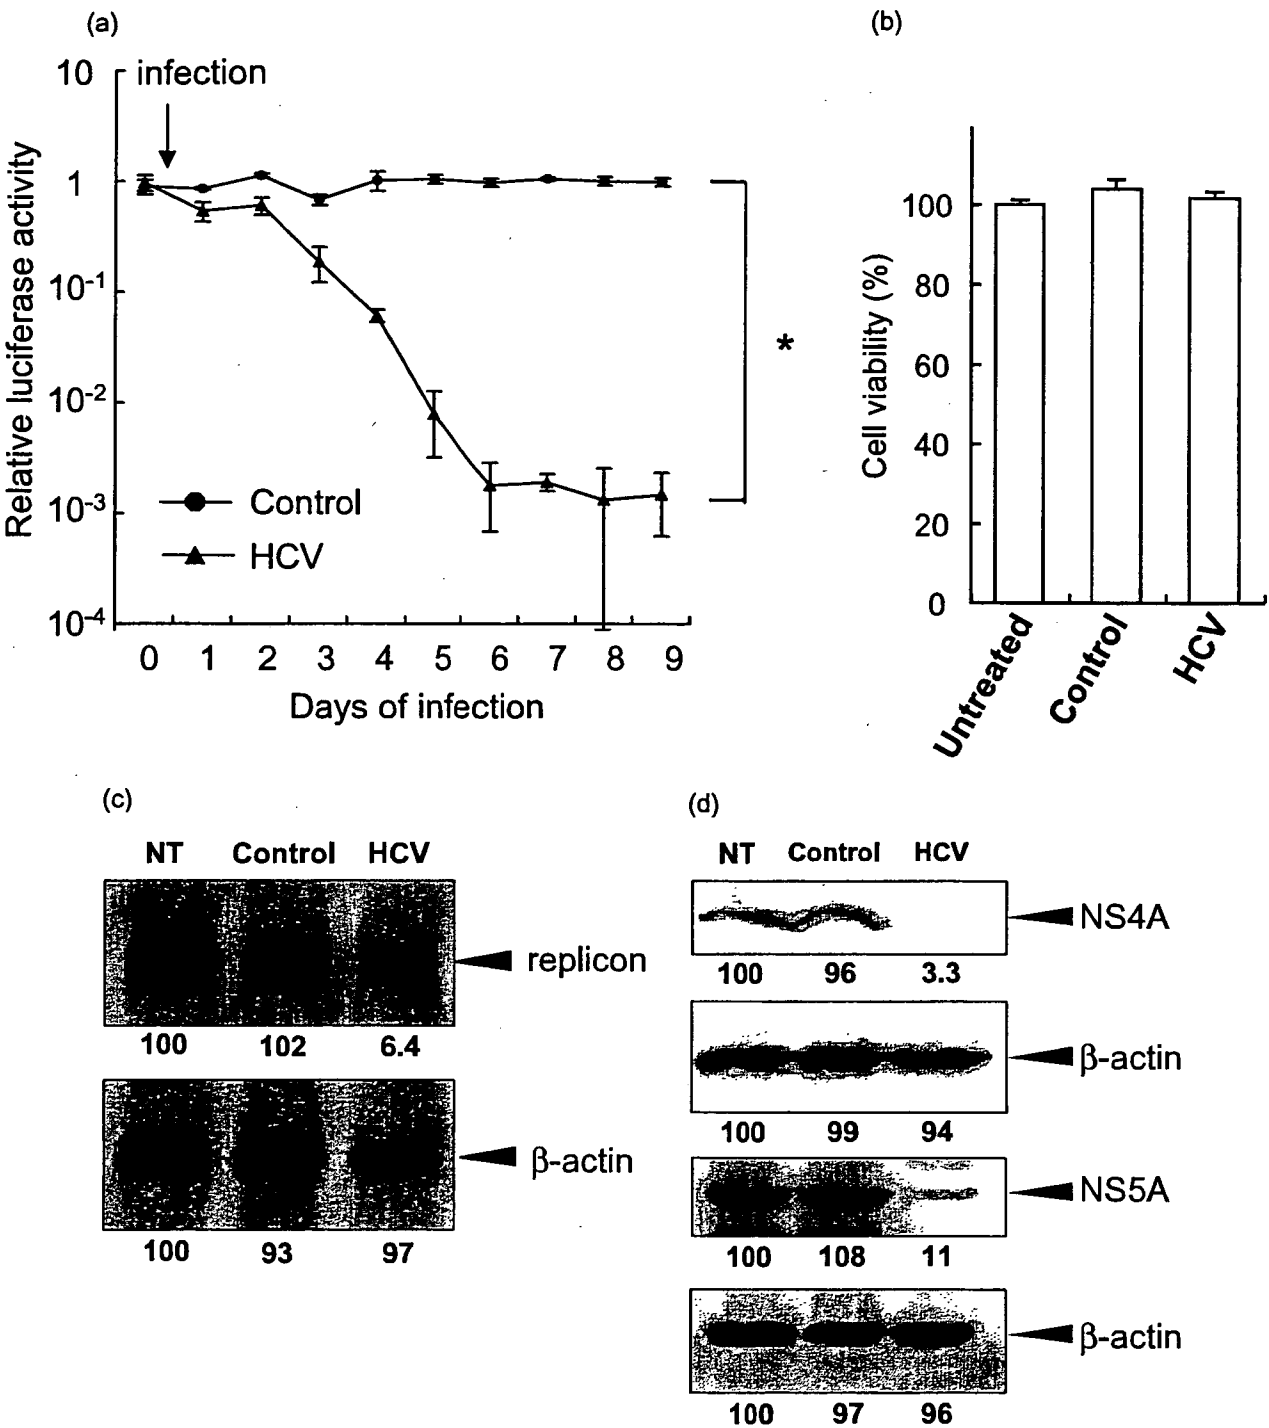 (a)
10
infection
1
10-1
10-2
10-3
10-4
Relative luciferase activity
Control
HCV
*
0 1 2 3 4 5 6 7 8 9
Days of infection
(b)
Cell viability (%)
100
80
60
40
20
0
Untreated
Control
HCV
(c)
NT Control HCV
replicon
100 102 6.4
β-actin
100 93 97
(d)
NT Control HCV
NS4A
100 96 3.3
β-actin
100 99 94
NS5A
100 108 11
β-actin
100 97 96